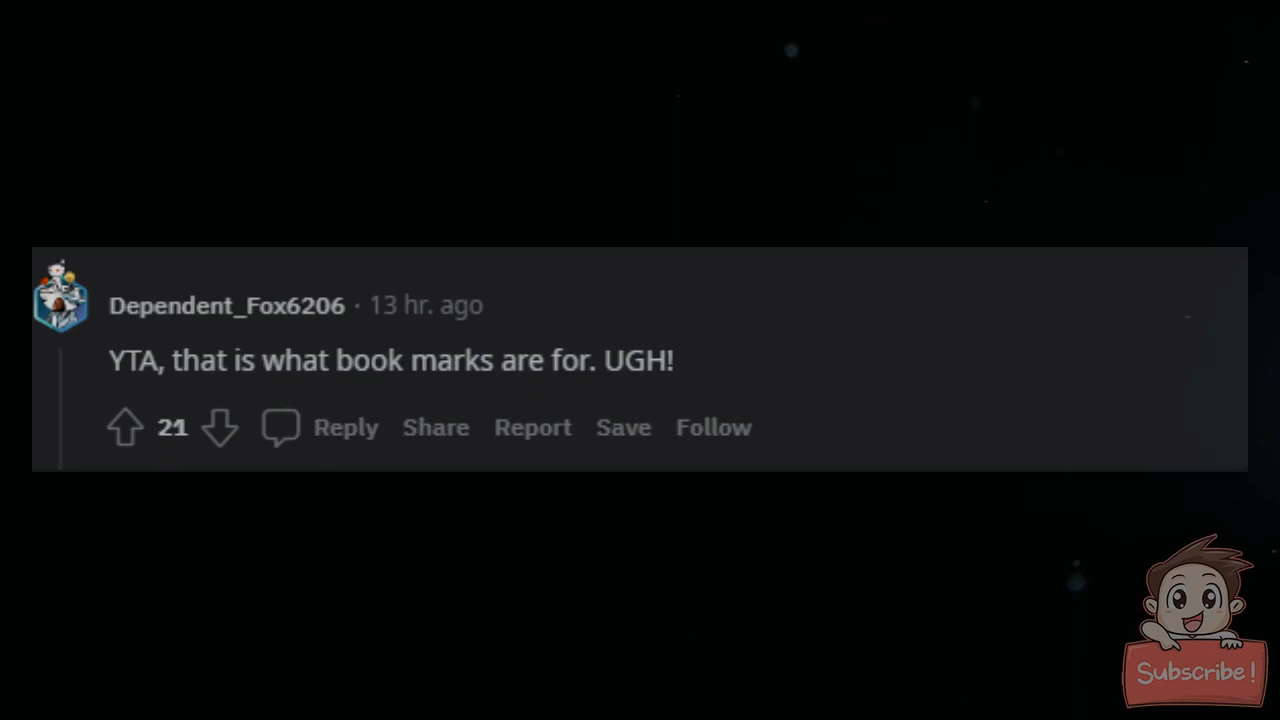 Dependent_Fox6206 · 13 hr. ago
YTA, that is what book marks are for. UGH!
21 Reply Share Report Save Follow
Subscribe!